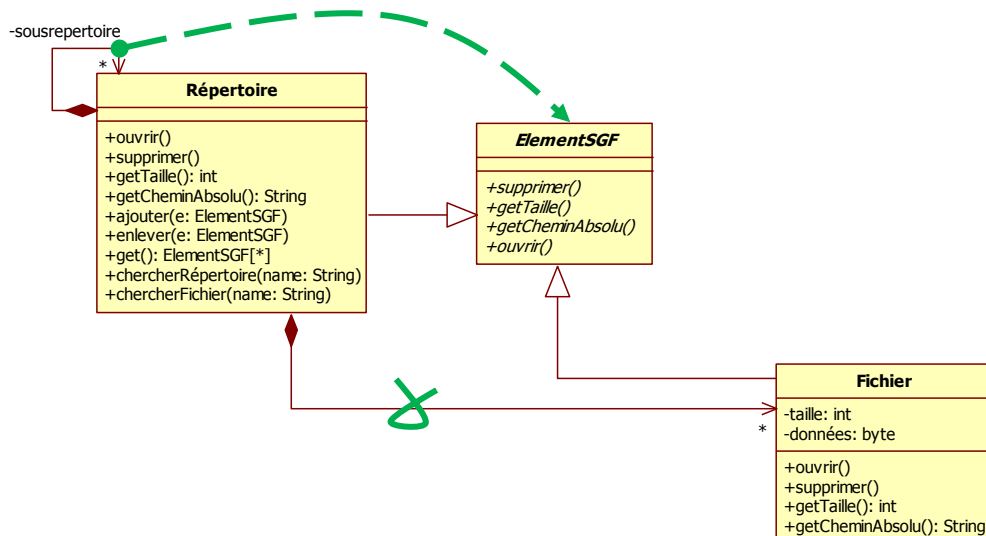 -sousrepertoire
*
Répertoire
+ouvrir()
+supprimer()
+getTaille(): int
+getCheminAbsolu(): String
+ajouter(e: ElementSGF)
+enlever(e: ElementSGF)
+get(): ElementSGF[*]
+chercherRépertoire(name: String)
+chercherFichier(name: String)
ElementSGF
+supprimer()
+getTaille()
+getCheminAbsolu()
+ouvrir()
*
Fichier
-taille: int
-données: byte
+ouvrir()
+supprimer()
+getTaille(): int
+getCheminAbsolu(): String